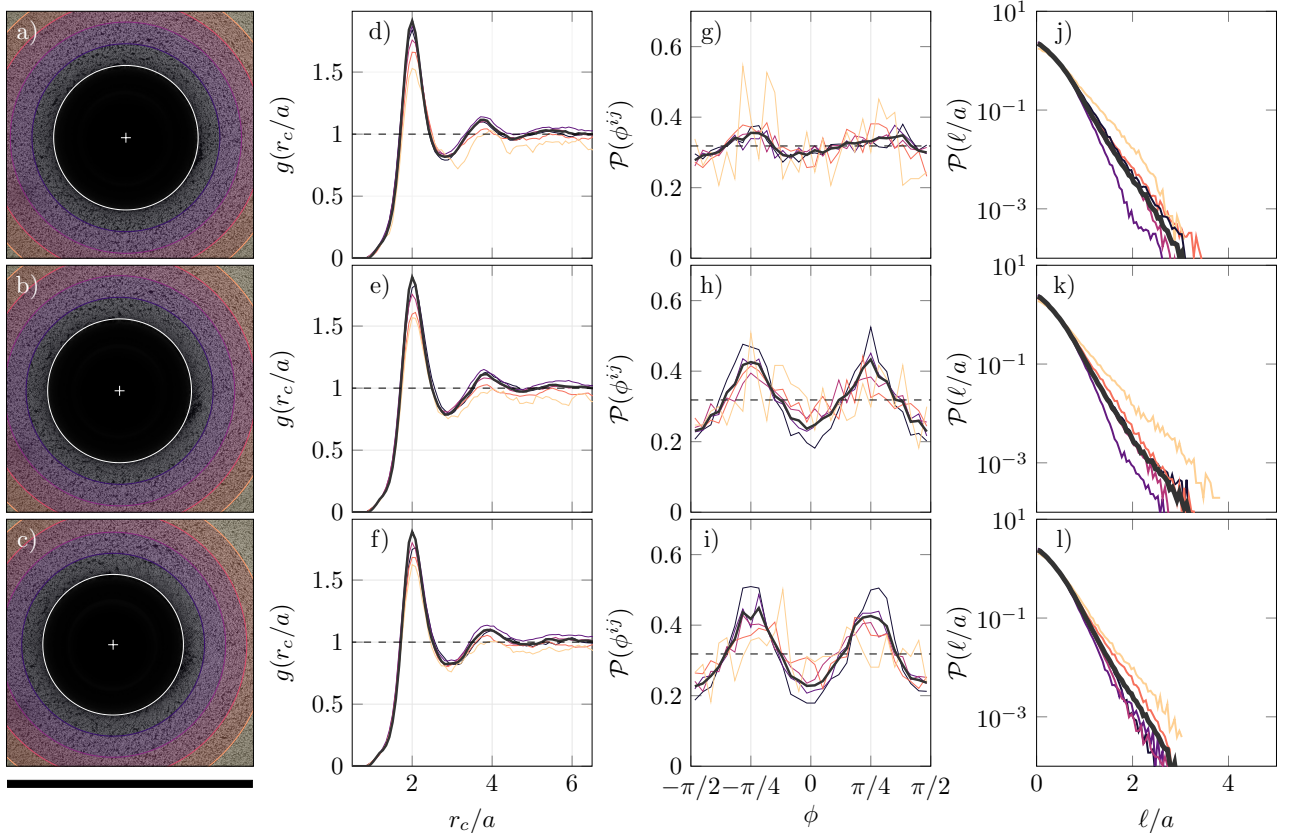 a)
b)
c)
d)
g(r_c/a)
1.5
1
0.5
0
e)
g(r_c/a)
1.5
1
0.5
0
f)
g(r_c/a)
1.5
1
0.5
0
2
4
6
r_c/a
g)
P(ϕ^{ij})
0.6
0.4
0.2
0
h)
P(ϕ^{ij})
0.6
0.4
0.2
0
i)
P(ϕ^{ij})
0.6
0.4
0.2
0
−π/2
−π/4
0
π/4
π/2
ϕ
j)
P(ℓ/a)
10^1
10^{−1}
10^{−3}
k)
P(ℓ/a)
10^1
10^{−1}
10^{−3}
l)
P(ℓ/a)
10^1
10^{−1}
10^{−3}
0
2
4
ℓ/a